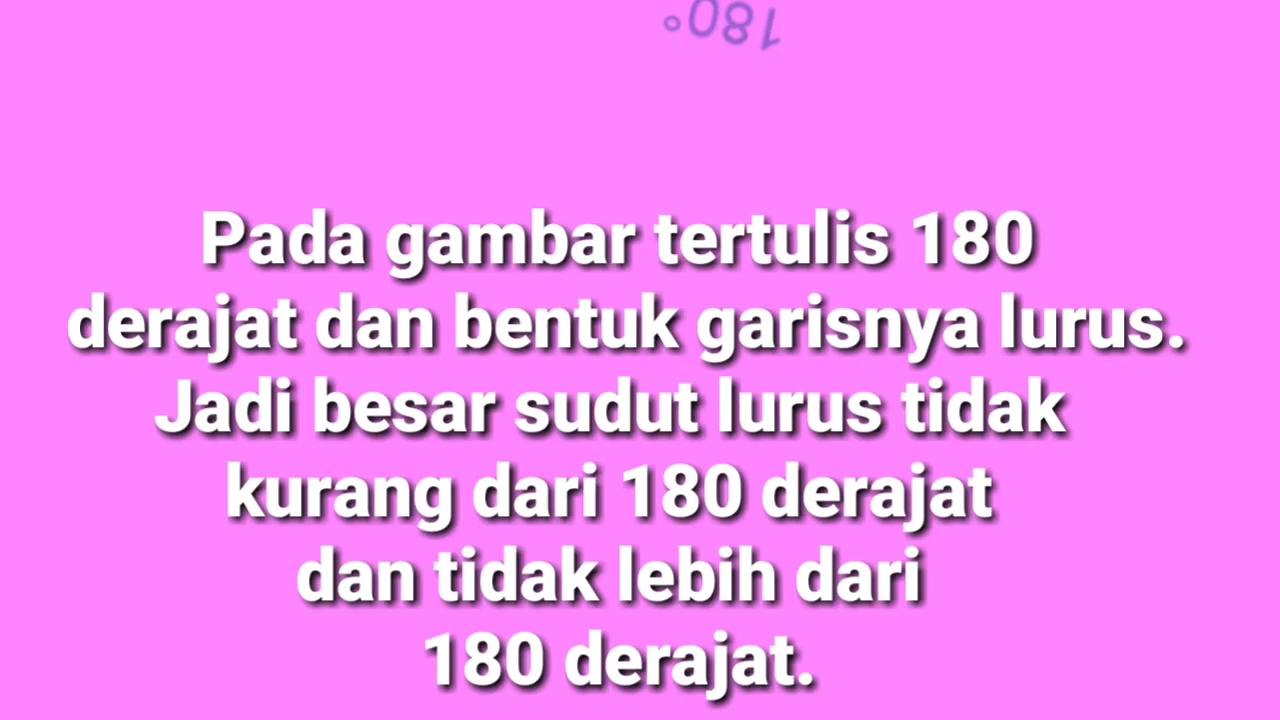 180°
Pada gambar tertulis 180
derajat dan bentuk garisnya lurus.
Jadi besar sudut lurus tidak
kurang dari 180 derajat
dan tidak lebih dari
180 derajat.